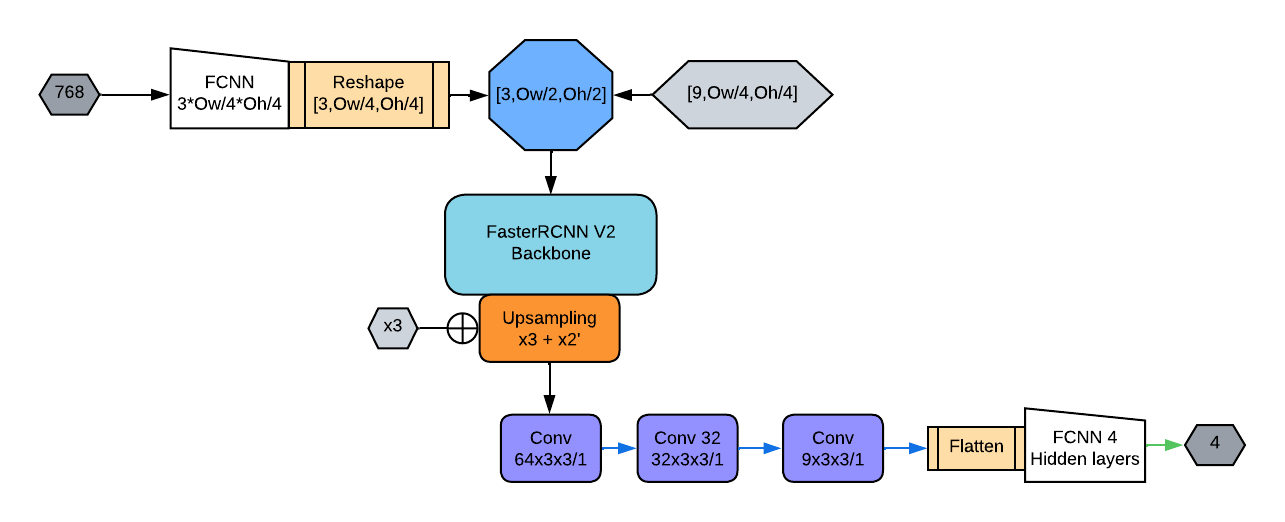 768
FCNN
3*Ow/4*Oh/4
Reshape
[3,Ow/4,Oh/4]
[3,Ow/2,Oh/2]
[9,Ow/4,Oh/4]
FasterRCNN V2
Backbone
x3
Upsampling
x3 + x2'
Conv
64x3x3/1
Conv 32
32x3x3/1
Conv
9x3x3/1
Flatten
FCNN 4
Hidden layers
4